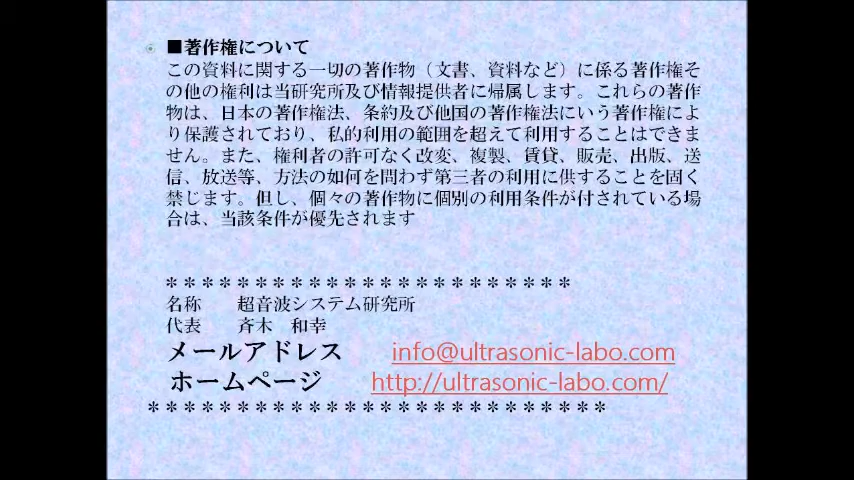 ■著作権について
この資料に関する一切の著作物（文書、資料など）に係る著作権そ
の他の権利は当研究所及び情報提供者に帰属します。これらの著作
物は、日本の著作権法、条約及び他国の著作権法にいう著作権によ
り保護されており、私的利用の範囲を超えて利用することはできま
せん。また、権利者の許可なく改変、複製、賃貸、販売、出版、送
信、放送等、方法の如何を問わず第三者の利用に供することを固く
禁じます。但し、個々の著作物に個別の利用条件が付されている場
合は、当該条件が優先されます
＊＊＊＊＊＊＊＊＊＊＊＊＊＊＊＊＊＊＊＊＊＊＊
名称　　超音波システム研究所
代表　　斉木　和幸
メールアドレス　　info@ultrasonic-labo.com
ホームページ　　http://ultrasonic-labo.com/
＊＊＊＊＊＊＊＊＊＊＊＊＊＊＊＊＊＊＊＊＊＊＊＊＊＊